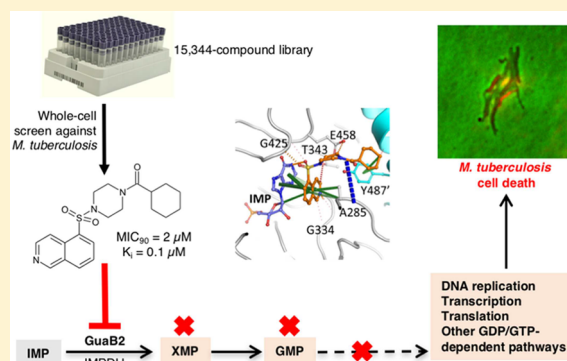 15,344-compound library
Whole-cell
screen against
M. tuberculosis
O
N
N
O
S
O
N
MIC90 = 2 μM
Ki = 0.1 μM
G425
T343
E458
IMP
Y487'
A285
G334
M. tuberculosis
cell death
DNA replication
Transcription
Translation
Other GDP/GTP-
dependent pathways
GuaB2
IMP
IMPDH
XMP
GMP